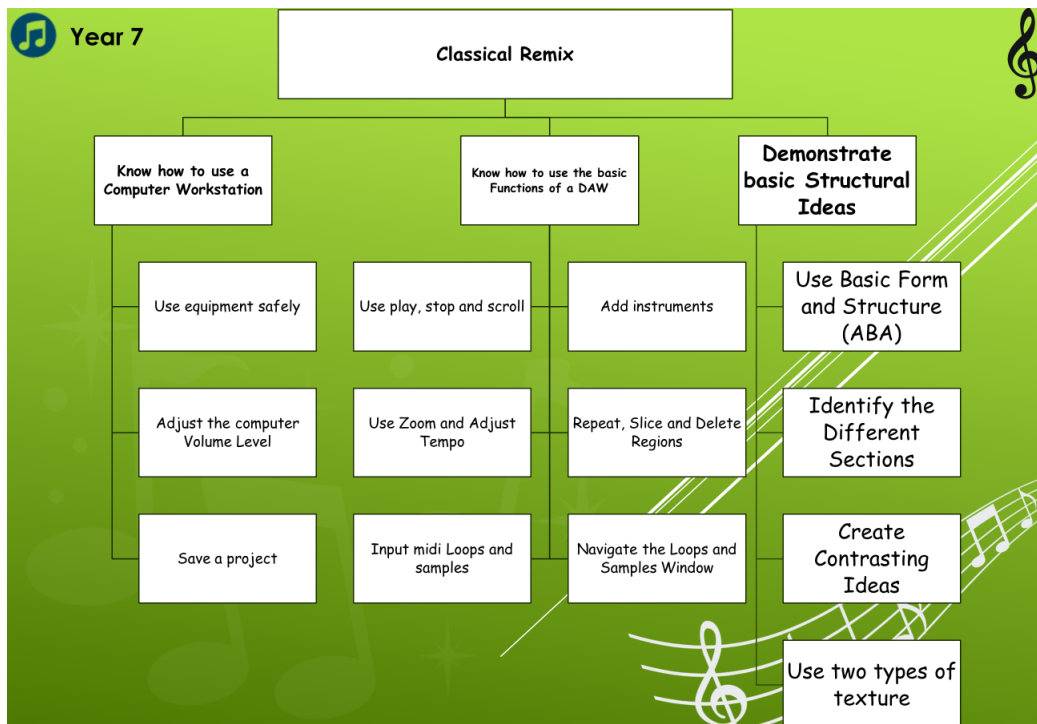 Year 7
Classical Remix
Know how to use a
Computer Workstation
Know how to use the basic
Functions of a DAW
Demonstrate
basic Structural
Ideas
Use equipment safely
Adjust the computer
Volume Level
Save a project
Use play, stop and scroll
Use Zoom and Adjust
Tempo
Input midi Loops and
samples
Add instruments
Repeat, Slice and Delete
Regions
Navigate the Loops and
Samples Window
Use Basic Form
and Structure
(ABA)
Identify the
Different
Sections
Create
Contrasting
Ideas
Use two types of
texture